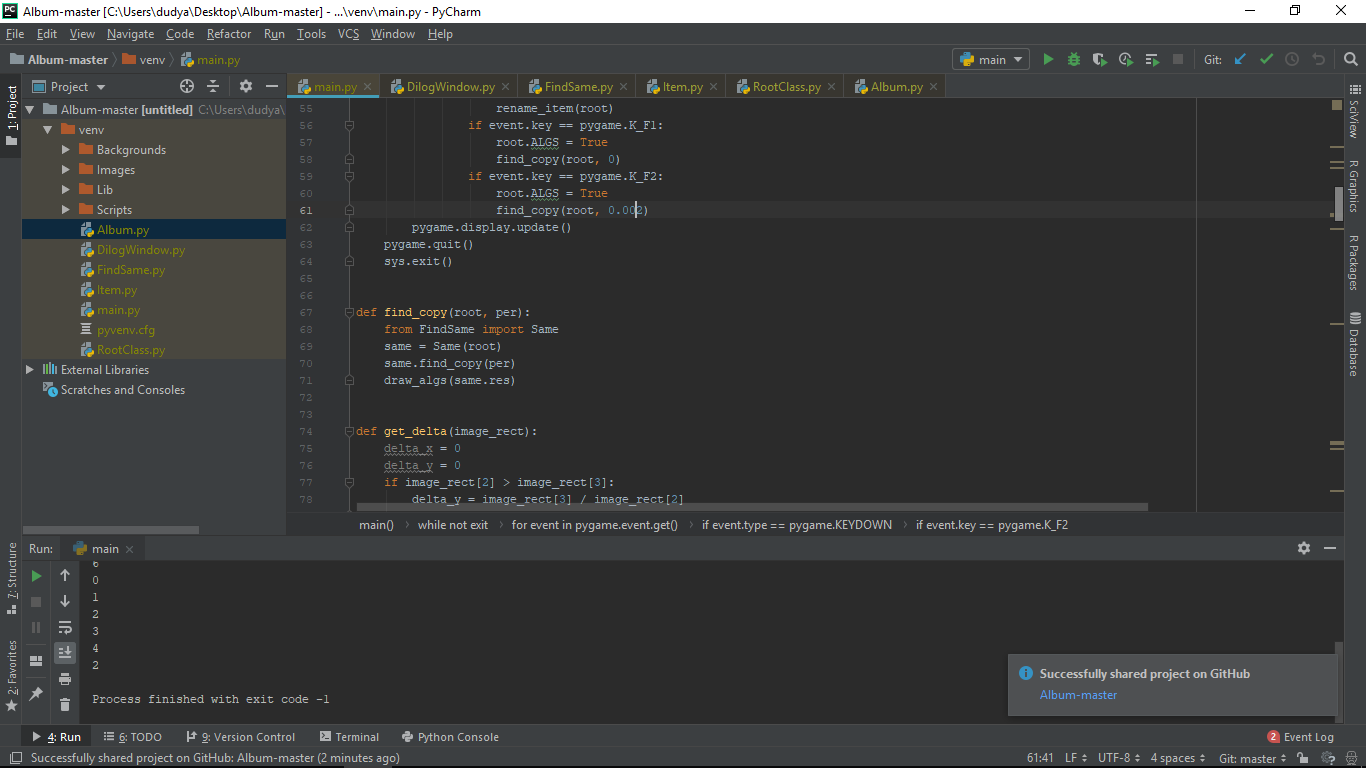 Album-master [C:\Users\dudya\Desktop\Album-master] - ...\venv\main.py - PyCharm
File Edit View Navigate Code Refactor Run Tools VCS Window Help
Album-master venv main.py
main Git:
Project
main.py DilogWindow.py FindSame.py Item.py RootClass.py Album.py
1: Project
Album-master [untitled] C:\Users\dudya\
venv
Backgrounds
Images
Lib
Scripts
Album.py
DilogWindow.py
FindSame.py
Item.py
main.py
pyvenv.cfg
RootClass.py
External Libraries
Scratches and Consoles
55 rename_item(root)
56 if event.key == pygame.K_F1:
57 root.ALGS = True
58 find_copy(root, 0)
59 if event.key == pygame.K_F2:
60 root.ALGS = True
61 find_copy(root, 0.002)
62 pygame.display.update()
63 pygame.quit()
64 sys.exit()
65
66
67 def find_copy(root, per):
68 from FindSame import Same
69 same = Same(root)
70 same.find_copy(per)
71 draw_algs(same.res)
72
73
74 def get_delta(image_rect):
75 delta_x = 0
76 delta_y = 0
77 if image_rect[2] > image_rect[3]:
78 delta_y = image_rect[3] / image_rect[2]
main() while not exit for event in pygame.event.get() if event.type == pygame.KEYDOWN if event.key == pygame.K_F2
SciView
R Graphics
R Packages
Database
7: Structure
2: Favorites
Run: main
6
0
1
2
3
4
2
Process finished with exit code -1
Successfully shared project on GitHub
Album-master
4: Run 6: TODO 9: Version Control Terminal Python Console 2 Event Log
Successfully shared project on GitHub: Album-master (2 minutes ago) 61:41 LF UTF-8 4 spaces Git: master